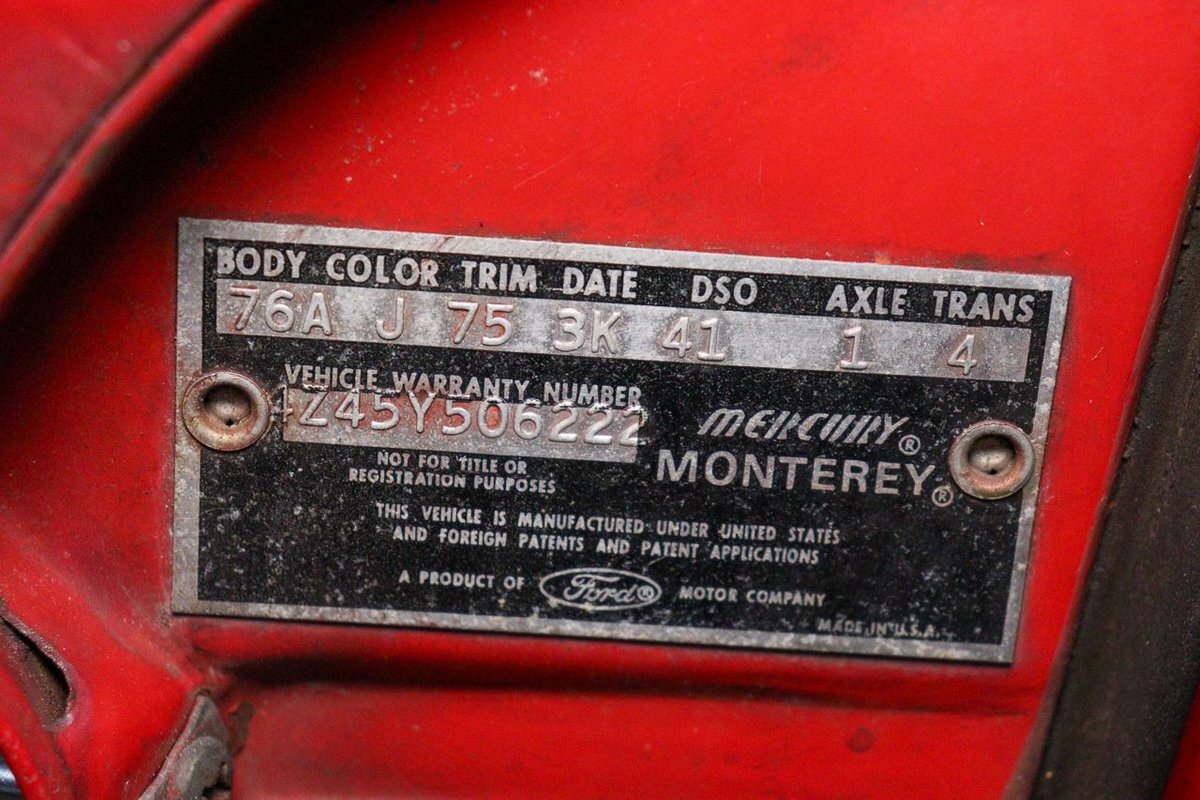 BODY COLOR TRIM DATE DSO AXLE TRANS
76A J 75 3K 41 1 4
VEHICLE WARRANTY NUMBER
4Z45Y506222
NOT FOR TITLE OR
REGISTRATION PURPOSES
MERCURY®
MONTEREY®
THIS VEHICLE IS MANUFACTURED UNDER UNITED STATES
AND FOREIGN PATENTS AND PATENT APPLICATIONS
A PRODUCT OF Ford® MOTOR COMPANY
MADE IN U.S.A.